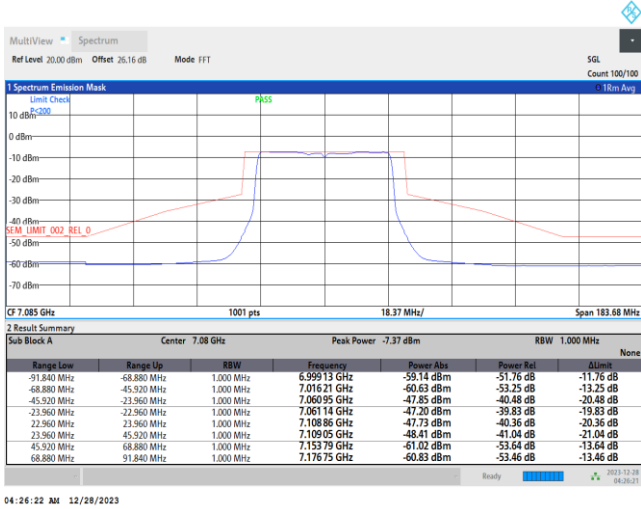 MultiView Spectrum
Ref Level 20.00 dBm Offset 26.16 dB Mode FFT SGL
Count 100/100
1 Spectrum Emission Mask 1Rm Avg
Limit Check PASS
P<200
10 dBm
0 dBm
-10 dBm
-20 dBm
-30 dBm
-40 dBm
SEM_LIMIT_002_REL_0
-50 dBm
-60 dBm
-70 dBm
CF 7.085 GHz 1001 pts 18.37 MHz/ Span 183.68 MHz
2 Result Summary
Sub Block A Center 7.08 GHz Peak Power -7.37 dBm RBW 1.000 MHz
None
Range Low Range Up RBW Frequency Power Abs Power Rel ΔLimit
-91.840 MHz -68.880 MHz 1.000 MHz 6.99913 GHz -59.14 dBm -51.76 dB -11.76 dB
-68.880 MHz -45.920 MHz 1.000 MHz 7.01621 GHz -60.63 dBm -53.25 dB -13.25 dB
-45.920 MHz -23.960 MHz 1.000 MHz 7.06095 GHz -47.85 dBm -40.48 dB -20.48 dB
-23.960 MHz -22.960 MHz 1.000 MHz 7.06114 GHz -47.20 dBm -39.83 dB -19.83 dB
22.960 MHz 23.960 MHz 1.000 MHz 7.10886 GHz -47.73 dBm -40.36 dB -20.36 dB
23.960 MHz 45.920 MHz 1.000 MHz 7.10905 GHz -48.41 dBm -41.04 dB -21.04 dB
45.920 MHz 68.880 MHz 1.000 MHz 7.15379 GHz -61.02 dBm -53.64 dB -13.64 dB
68.880 MHz 91.840 MHz 1.000 MHz 7.17675 GHz -60.83 dBm -53.46 dB -13.46 dB
Ready 2023-12-28
04:26:21
04:26:22 AM 12/28/2023